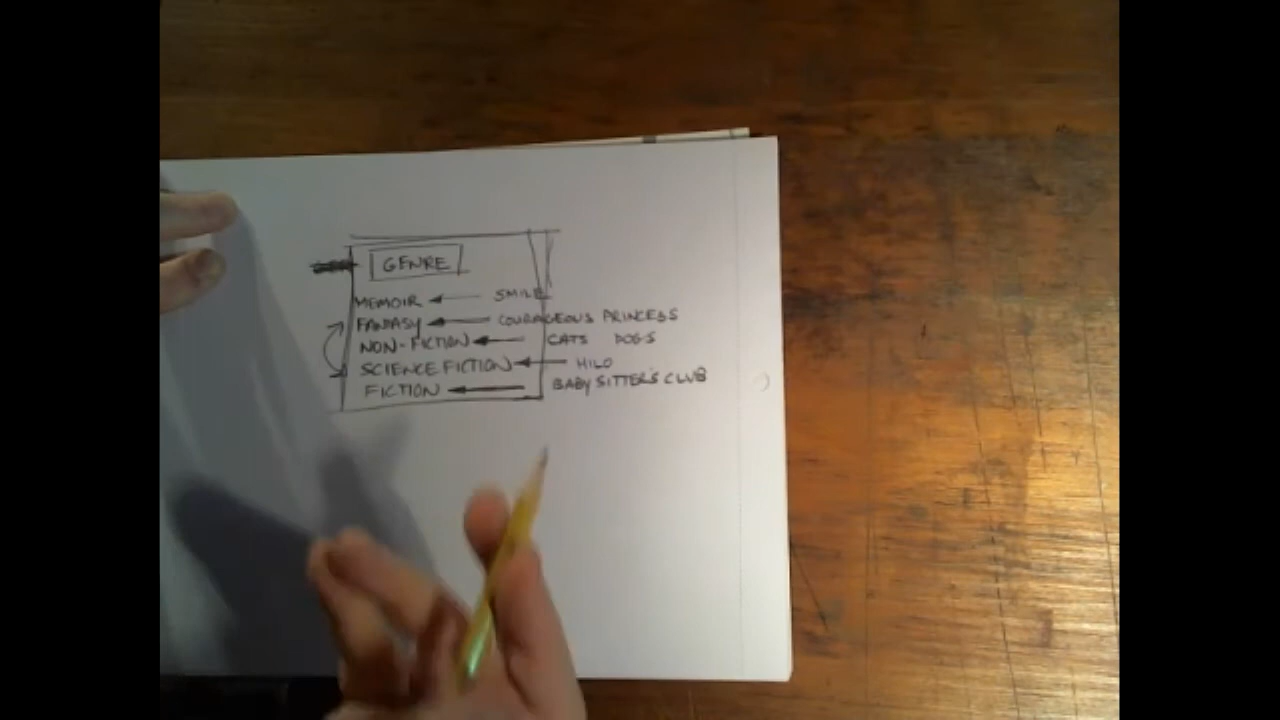 GENRE
MEMOIR SMILE
FANTASY COURAGEOUS PRINCESS
NON-FICTION CATS DOGS
SCIENCE FICTION HILO
FICTION BABY SITTER'S CLUB